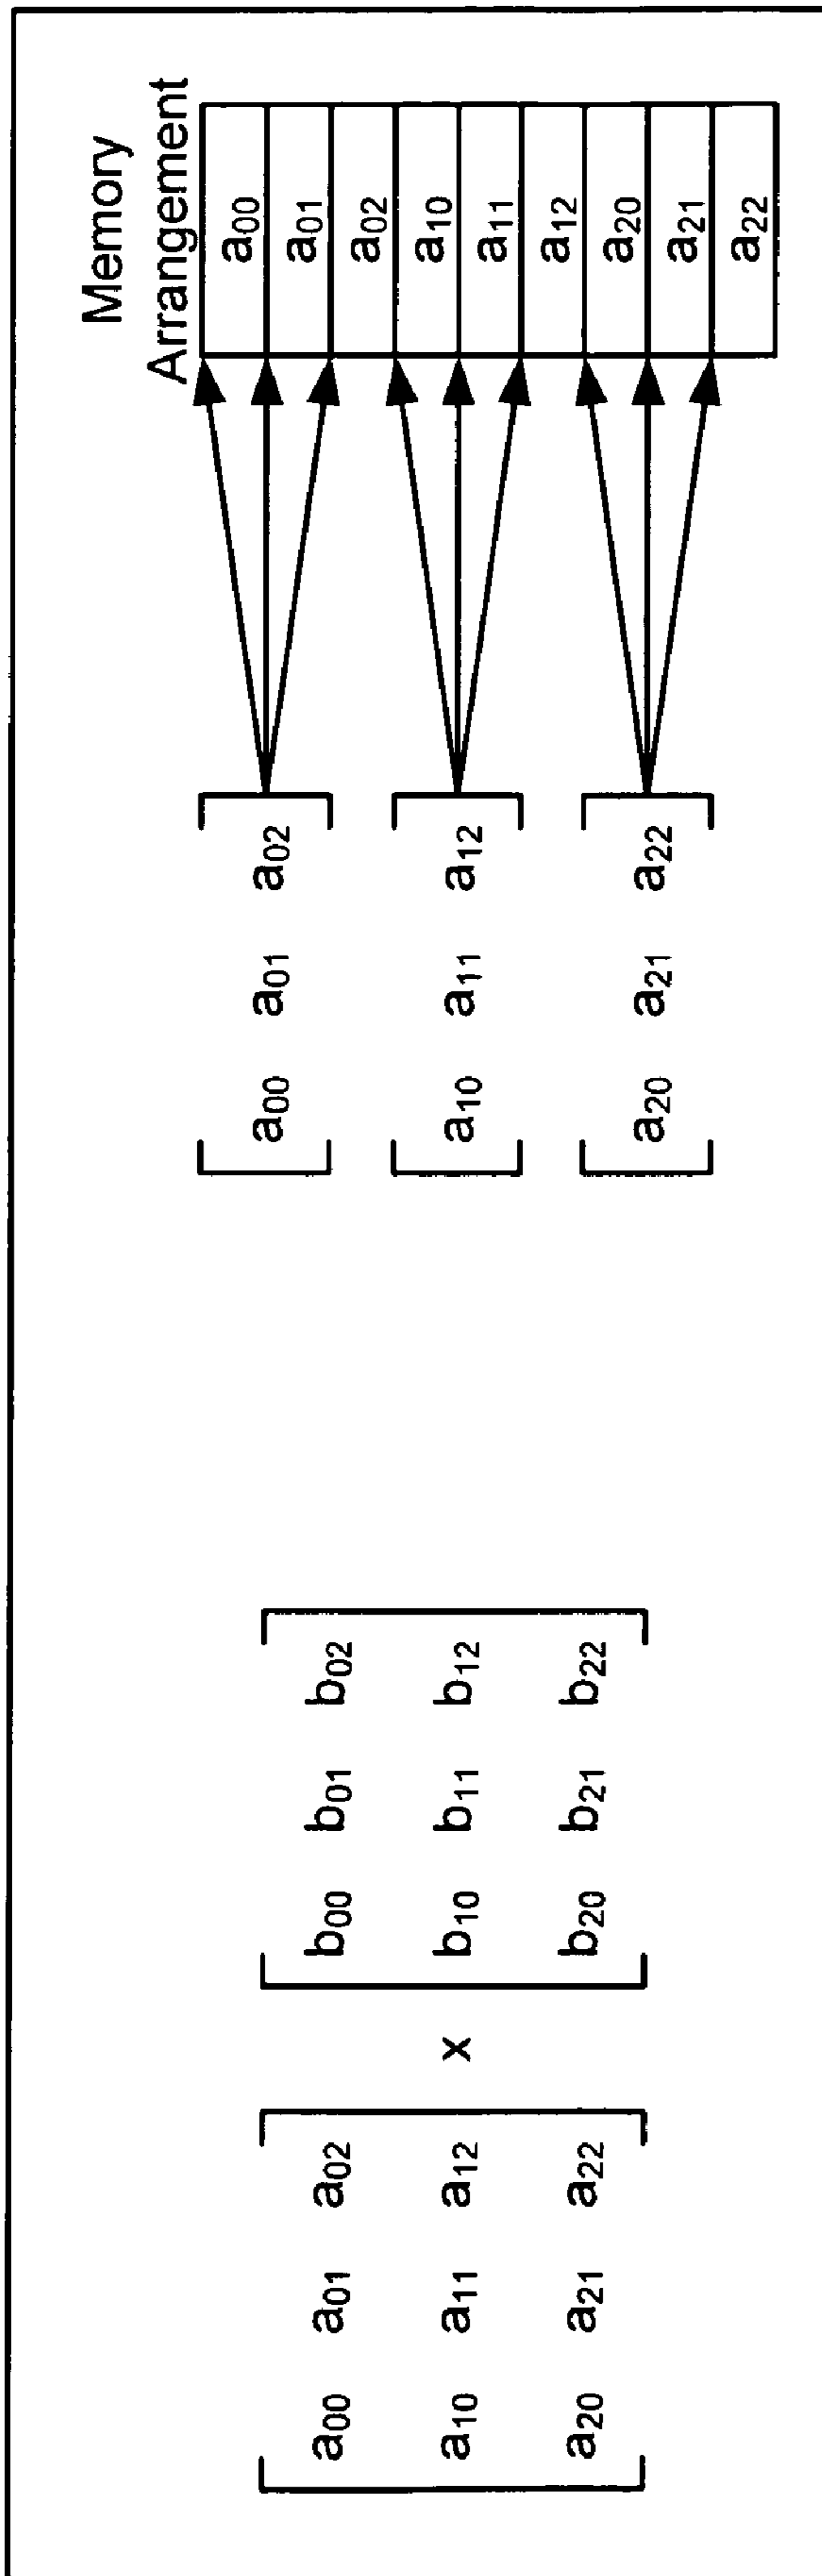 a00 a01 a02
a10 a11 a12
a20 a21 a22
x
b00 b01 b02
b10 b11 b12
b20 b21 b22
a00 a01 a02
a10 a11 a12
a20 a21 a22
Memory
Arrangement
a00
a01
a02
a10
a11
a12
a20
a21
a22